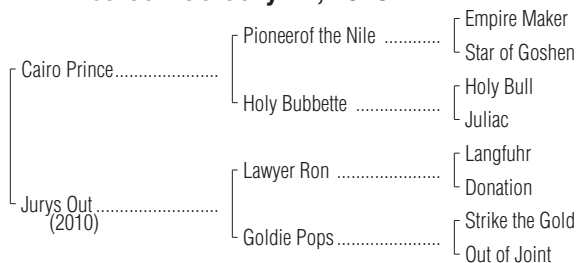 Cairo Prince
Pioneerof the Nile
Empire Maker
Star of Goshen
Holy Bubbette
Holy Bull
Juliac
Jurys Out
(2010)
Lawyer Ron
Langfuhr
Donation
Goldie Pops
Strike the Gold
Out of Joint